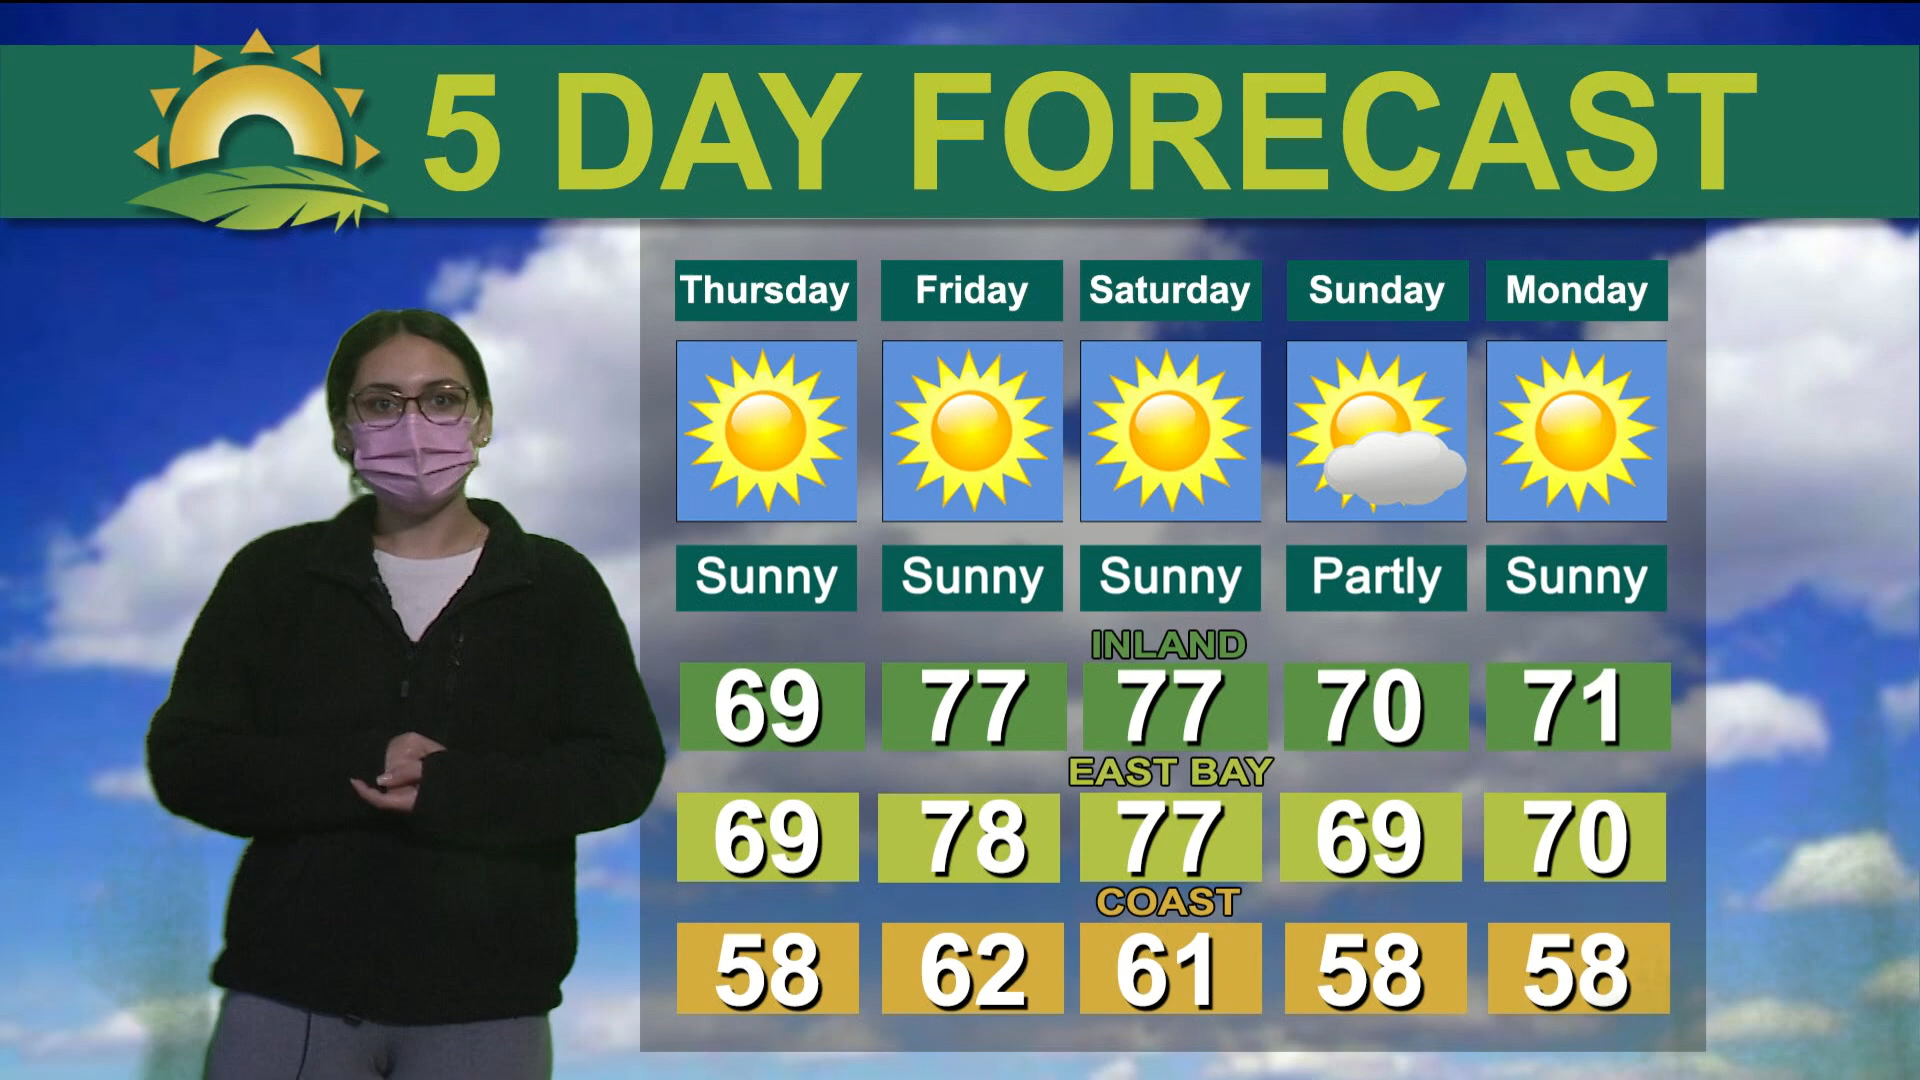 5 DAY FORECAST
Thursday Friday Saturday Sunday Monday
Sunny Sunny Sunny Partly Sunny
INLAND
69 77 77 70 71
EAST BAY
69 78 77 69 70
COAST
58 62 61 58 58